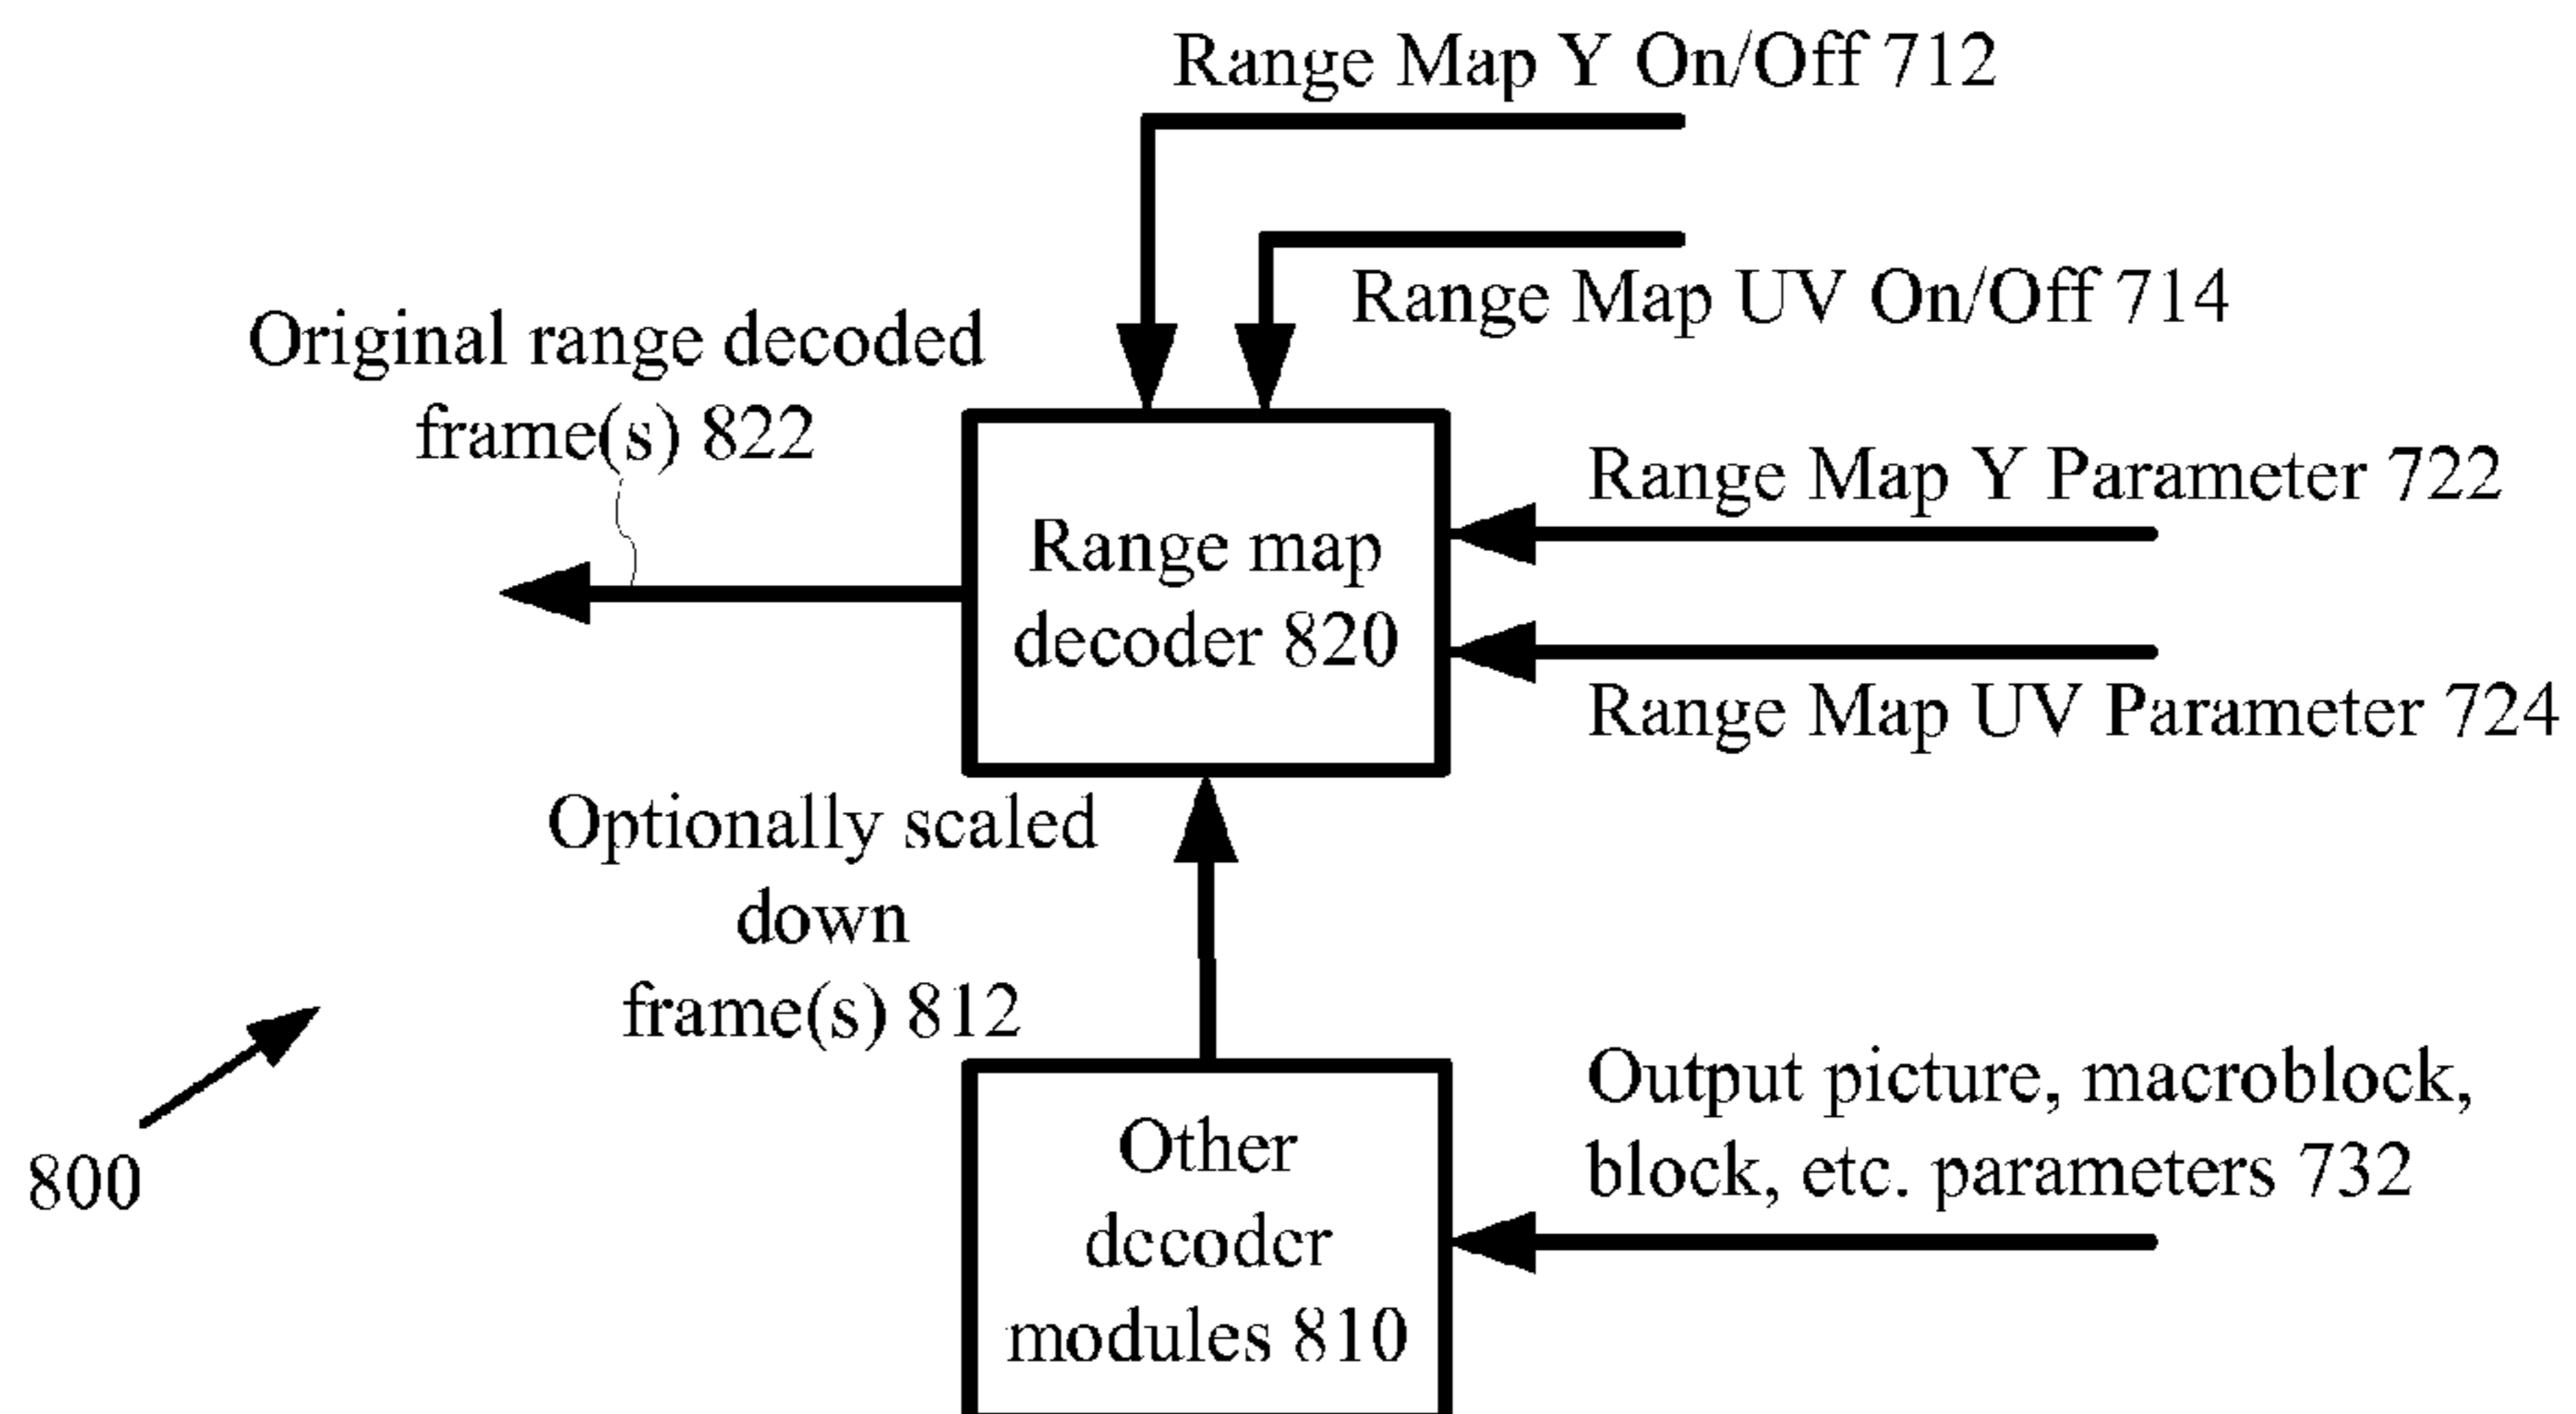 Range Map Y On/Off 712
Range Map UV On/Off 714
Original range decoded
frame(s) 822
Range map
decoder 820
Range Map Y Parameter 722
Range Map UV Parameter 724
Optionally scaled
down
frame(s) 812
800
Other
decoder
modules 810
Output picture, macroblock,
block, etc. parameters 732